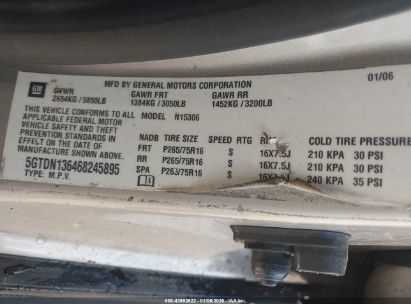 MFD BY GENERAL MOTORS CORPORATION
01/06
GM
GVWR GAWR FRT GAWR RR
2654KG/5850LB 1384KG/3050LB 1452KG/3200LB
THIS VEHICLE CONFORMS TO ALL MODEL N15306
APPLICABLE FEDERAL MOTOR
VEHICLE SAFETY AND THEFT
PREVENTION STANDARDS IN
EFFECT ON THE DATE OF
MANUFACTURE SHOWN ABOVE.
5GTDN136468245895
TYPE: M.P.V.
NADB TIRE SIZE SPEED RTG COLD TIRE PRESSURE
FRT P265/75R16 S 16X7.5J 210 KPA 30 PSI
RR P265/75R16 S 16X7.5J 210 KPA 30 PSI
SPA S 16X7.5J 240 KPA 35 PSI